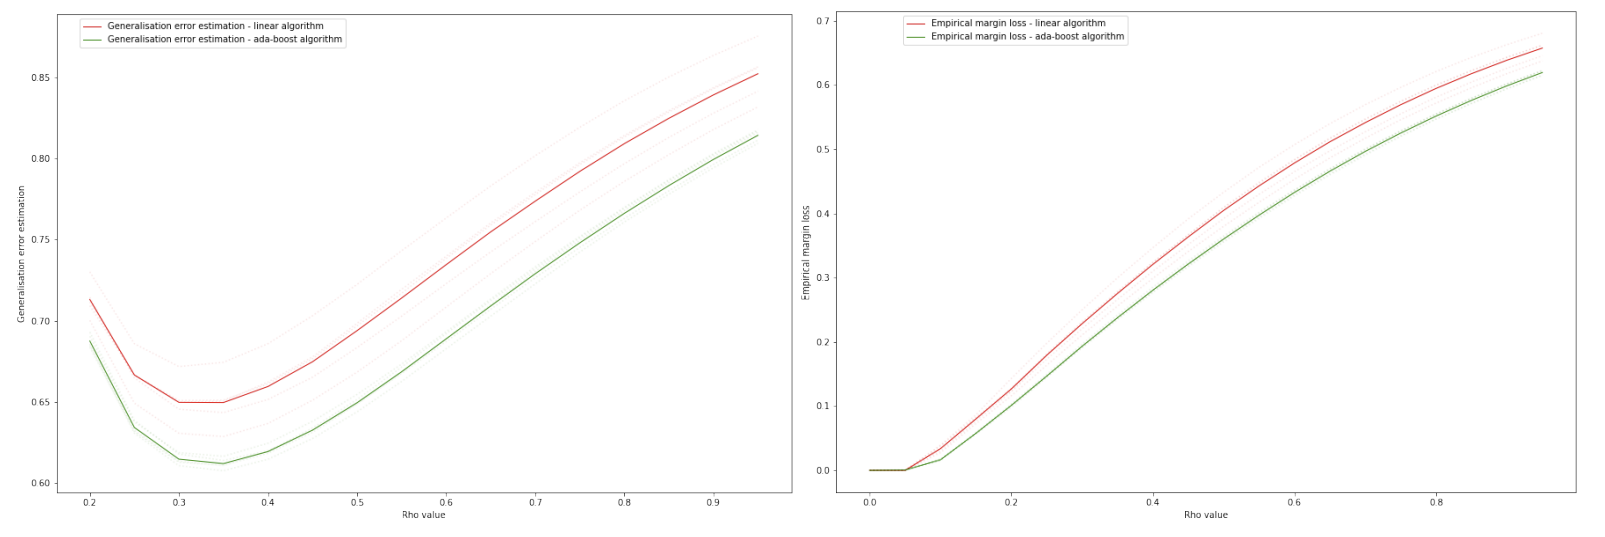 Generalisation error estimation - linear algorithm
Generalisation error estimation - ada-boost algorithm
0.85
0.80
0.75
0.70
0.65
0.60
Generalisation error estimation
0.2 0.3 0.4 0.5 0.6 0.7 0.8 0.9
Rho value
Empirical margin loss - linear algorithm
Empirical margin loss - ada-boost algorithm
0.7
0.6
0.5
0.4
0.3
0.2
0.1
0.0
Empirical margin loss
0.0 0.2 0.4 0.6 0.8
Rho value